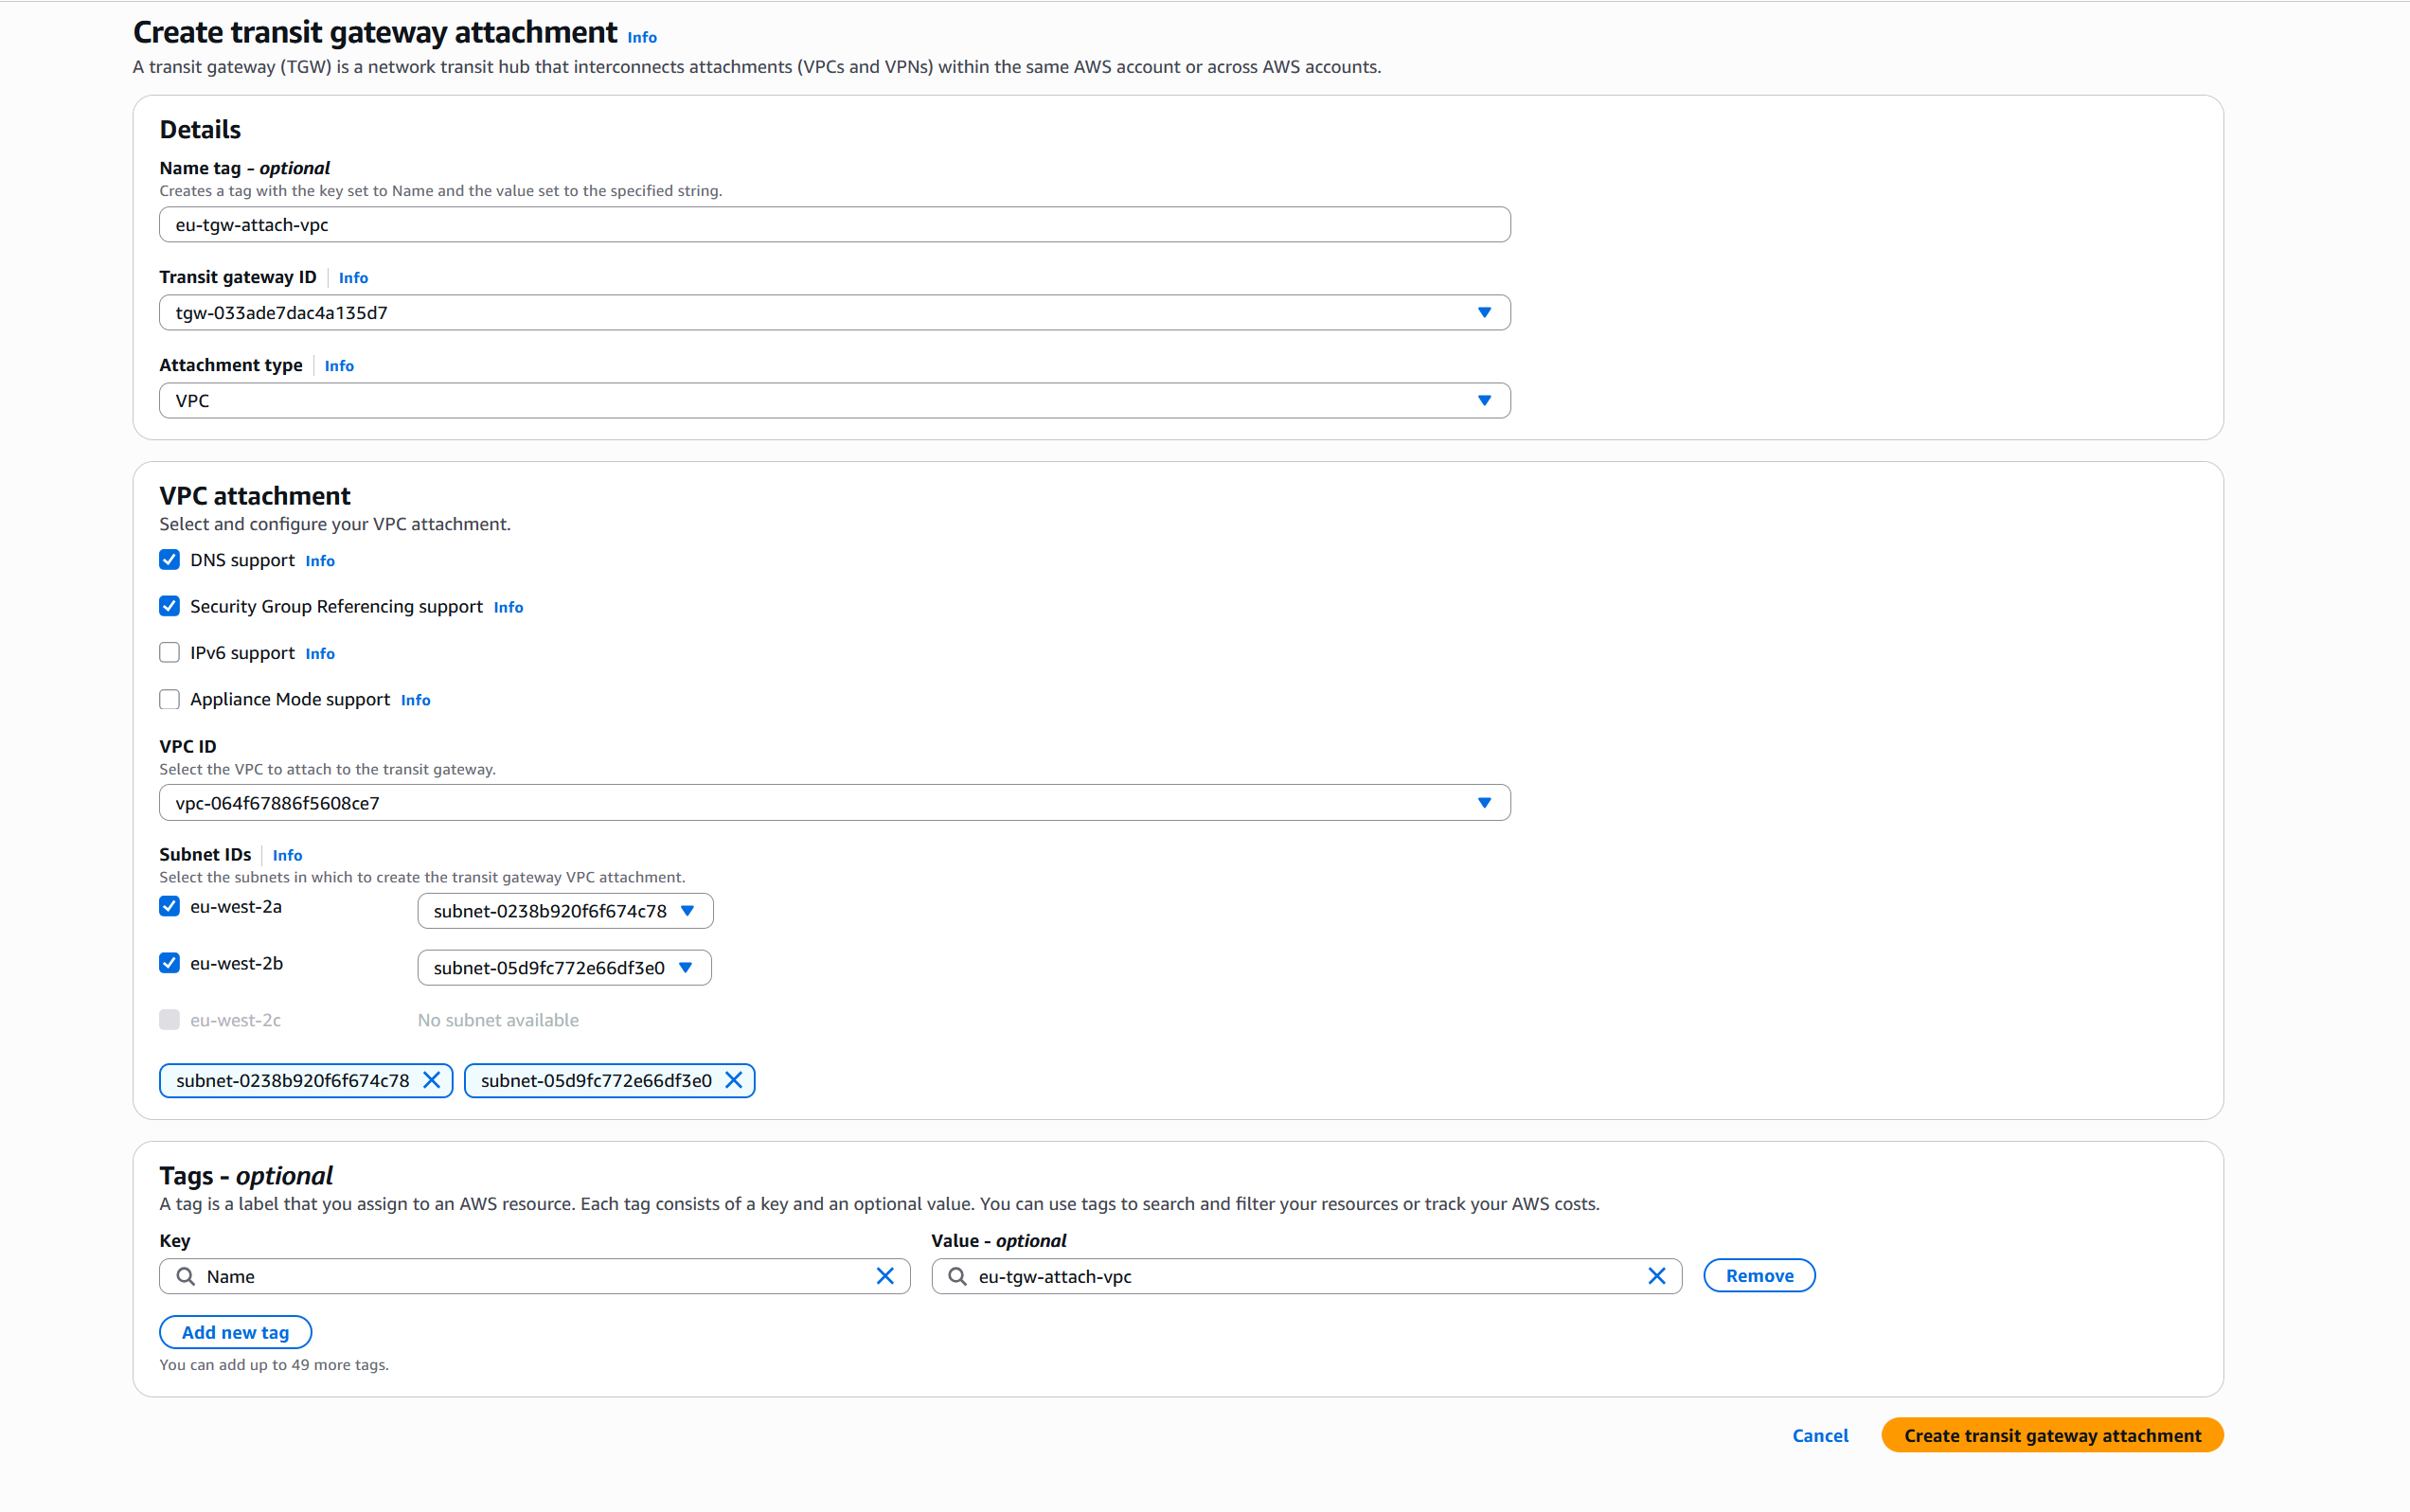 Create transit gateway attachment Info
A transit gateway (TGW) is a network transit hub that interconnects attachments (VPCs and VPNs) within the same AWS account or across AWS accounts.
Details
Name tag – optional
Creates a tag with the key set to Name and the value set to the specified string.
eu-tgw-attach-vpc
Transit gateway ID Info
tgw-033ade7dac4a135d7
Attachment type Info
VPC
VPC attachment
Select and configure your VPC attachment.
DNS support Info
Security Group Referencing support Info
IPv6 support Info
Appliance Mode support Info
VPC ID
Select the VPC to attach to the transit gateway.
vpc-064f67886f5608ce7
Subnet IDs Info
Select the subnets in which to create the transit gateway VPC attachment.
eu-west-2a subnet-0238b920f6f674c78
eu-west-2b subnet-05d9fc772e66df3e0
eu-west-2c No subnet available
subnet-0238b920f6f674c78 subnet-05d9fc772e66df3e0
Tags - optional
A tag is a label that you assign to an AWS resource. Each tag consists of a key and an optional value. You can use tags to search and filter your resources or track your AWS costs.
Key Value - optional
Name eu-tgw-attach-vpc Remove
Add new tag
You can add up to 49 more tags.
Cancel Create transit gateway attachment